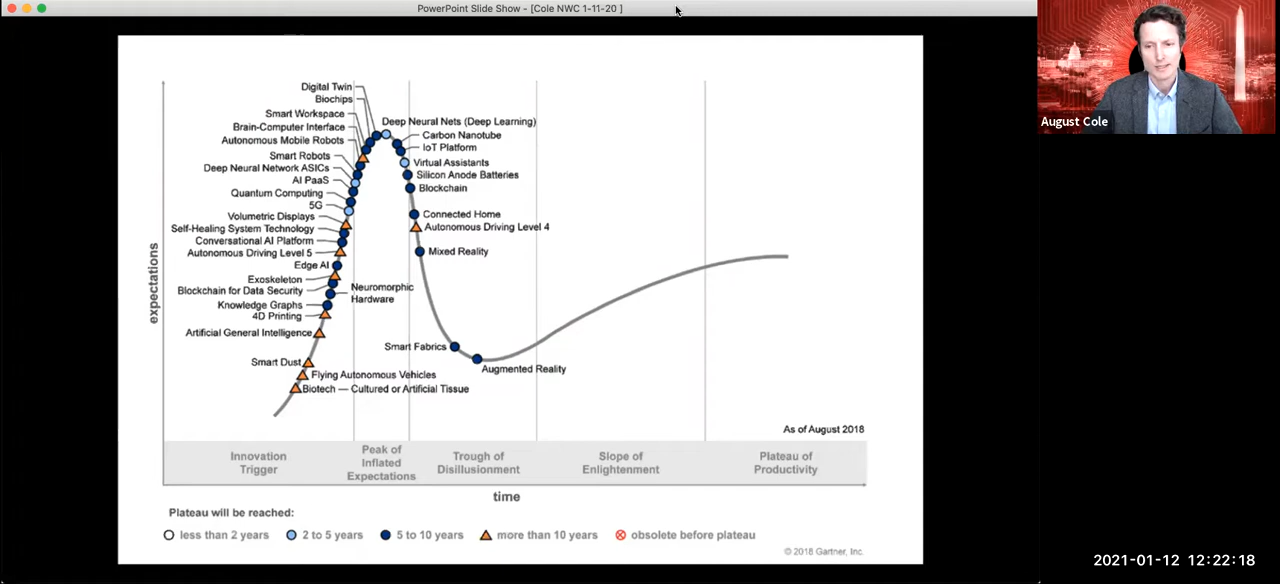 PowerPoint Slide Show - [Cole NWC 1-11-20 ]
August Cole
Digital Twin
Biochips
Smart Workspace
Brain-Computer Interface
Autonomous Mobile Robots
Smart Robots
Deep Neural Network ASICs
AI PaaS
Quantum Computing
5G
Volumetric Displays
Self-Healing System Technology
Conversational AI Platform
Autonomous Driving Level 5
Edge AI
Exoskeleton
Blockchain for Data Security
Neuromorphic
Hardware
Knowledge Graphs
4D Printing
Artificial General Intelligence
Smart Dust
Flying Autonomous Vehicles
Biotech — Cultured or Artificial Tissue
Deep Neural Nets (Deep Learning)
Carbon Nanotube
IoT Platform
Virtual Assistants
Silicon Anode Batteries
Blockchain
Connected Home
Autonomous Driving Level 4
Mixed Reality
Smart Fabrics
Augmented Reality
expectations
As of August 2018
Innovation
Trigger
Peak of
Inflated
Expectations
Trough of
Disillusionment
Slope of
Enlightenment
Plateau of
Productivity
time
Plateau will be reached:
less than 2 years
2 to 5 years
5 to 10 years
more than 10 years
obsolete before plateau
© 2018 Gartner, Inc.
2021-01-12 12:22:18